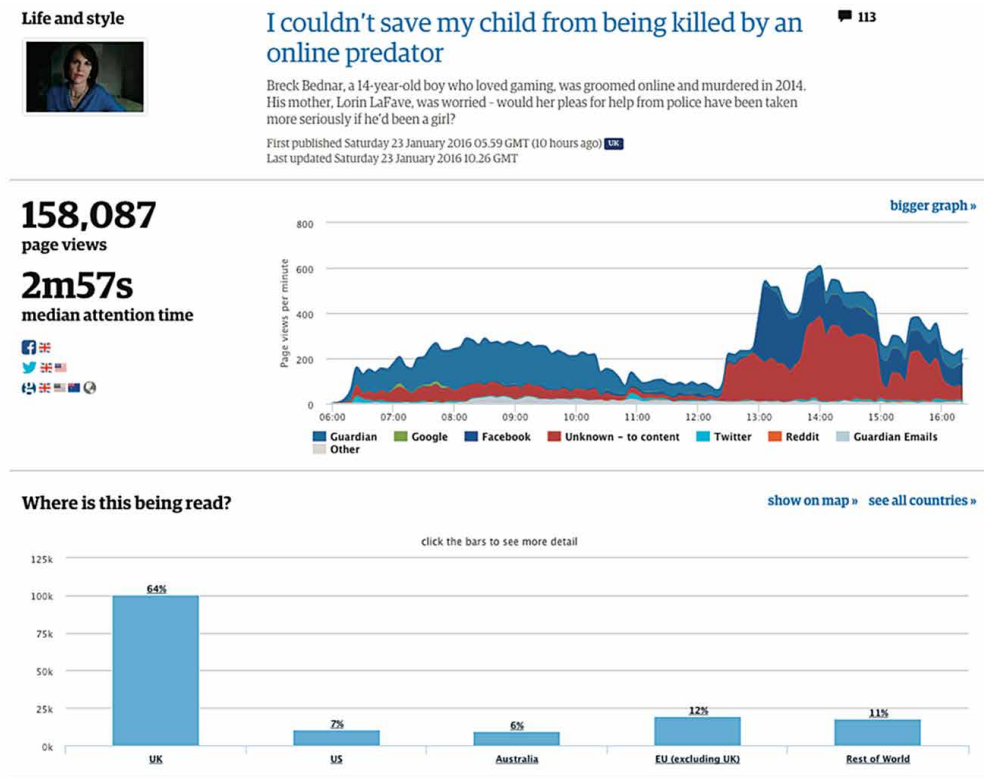 Life and style
I couldn't save my child from being killed by an
online predator
113
Breck Bednar, a 14-year-old boy who loved gaming, was groomed online and murdered in 2014.
His mother, Lorin LaFave, was worried - would her pleas for help from police have been taken
more seriously if he'd been a girl?
First published Saturday 23 January 2016 05.59 GMT (10 hours ago) UK
Last updated Saturday 23 January 2016 10.26 GMT
158,087
page views
2m57s
median attention time
bigger graph »
Page views per minute
800
600
400
200
0
06:00 07:00 08:00 09:00 10:00 11:00 12:00 13:00 14:00 15:00 16:00
Guardian Google Facebook Unknown - to content Twitter Reddit Guardian Emails
Other
Where is this being read?
show on map » see all countries »
click the bars to see more detail
125k
100k
75k
50k
25k
0k
64% 7% 6% 12% 11%
UK US Australia EU (excluding UK) Rest of World